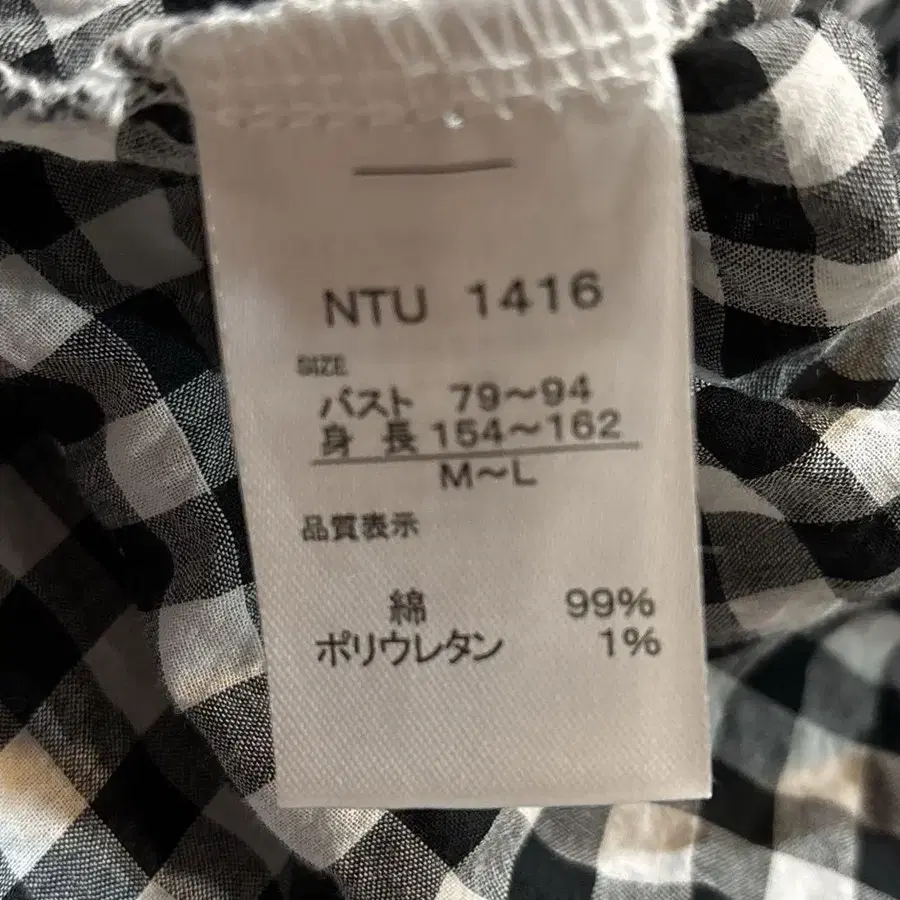 NTU 1416
SIZE
バスト 79～94
身 長 154～162
M～L
品質表示
綿 99%
ポリウレタン 1%